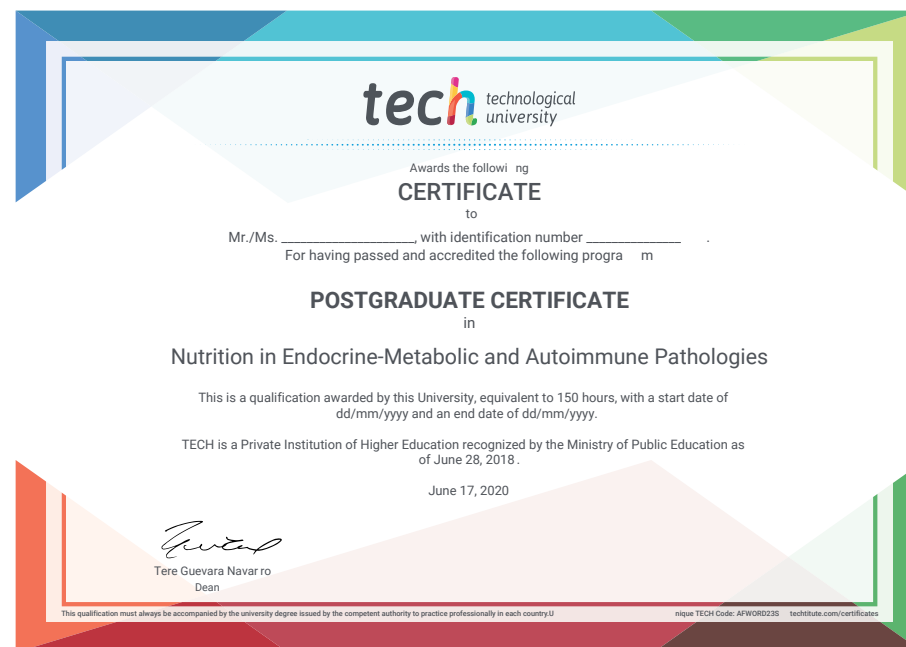 tech technological
university
Awards the followi ng
CERTIFICATE
to
Mr./Ms. ____________________, with identification number ______________ .
For having passed and accredited the following progra m
POSTGRADUATE CERTIFICATE
in
Nutrition in Endocrine-Metabolic and Autoimmune Pathologies
This is a qualification awarded by this University, equivalent to 150 hours, with a start date of
dd/mm/yyyy and an end date of dd/mm/yyyy.
TECH is a Private Institution of Higher Education recognized by the Ministry of Public Education as
of June 28, 2018 .
June 17, 2020
Tere Guevara Navar ro
Dean
This qualification must always be accompanied by the university degree issued by the competent authority to practice professionally in each country.U nique TECH Code: AFWORD23S techtitute.com/certificates